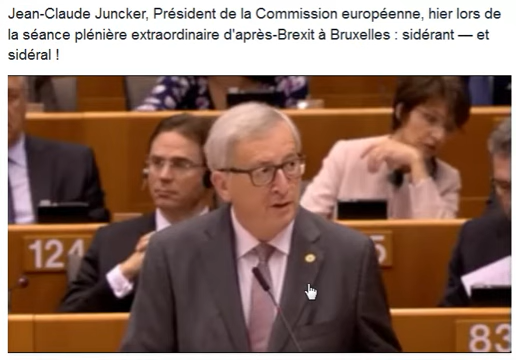 Jean-Claude Juncker, Président de la Commission européenne, hier lors de
la séance plénière extraordinaire d'après-Brexit à Bruxelles : sidérant — et
sidéral !
124
5
83